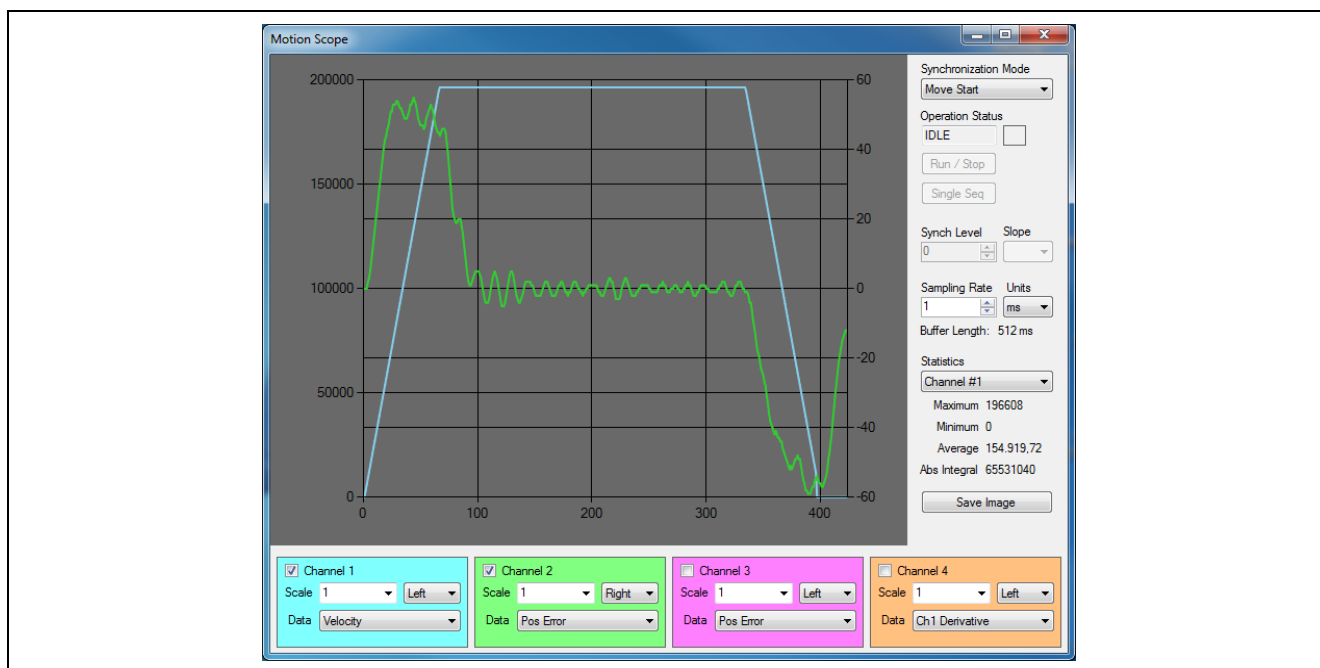 Motion Scope
Synchronization Mode
Move Start
Operation Status
IDLE
Run / Stop
Single Seq
Synch Level Slope
0
Sampling Rate Units
1 ms
Buffer Length: 512 ms
Statistics
Channel #1
Maximum 196608
Minimum 0
Average 154.919,72
Abs Integral 65531040
Save Image
200000 60
40
150000
20
100000 0
-20
50000
-40
0 -60
0 100 200 300 400
Channel 1
Scale 1 Left
Data Velocity
Channel 2
Scale 1 Right
Data Pos Error
Channel 3
Scale 1 Left
Data Pos Error
Channel 4
Scale 1 Left
Data Ch1 Derivative